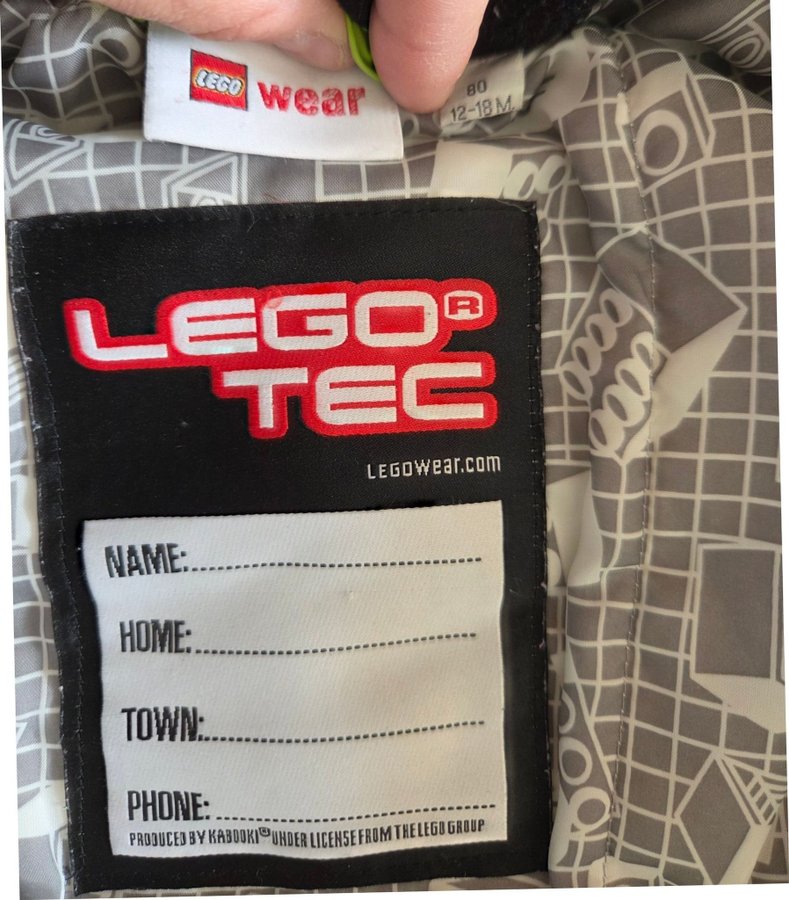 LEGO wear
80
12-18 M.
LEGO®
TEC
LEGOWear.com
NAME:
HOME:
TOWN:
PHONE:
PRODUCED BY KABOOKI® UNDER LICENSE FROM THE LEGO GROUP